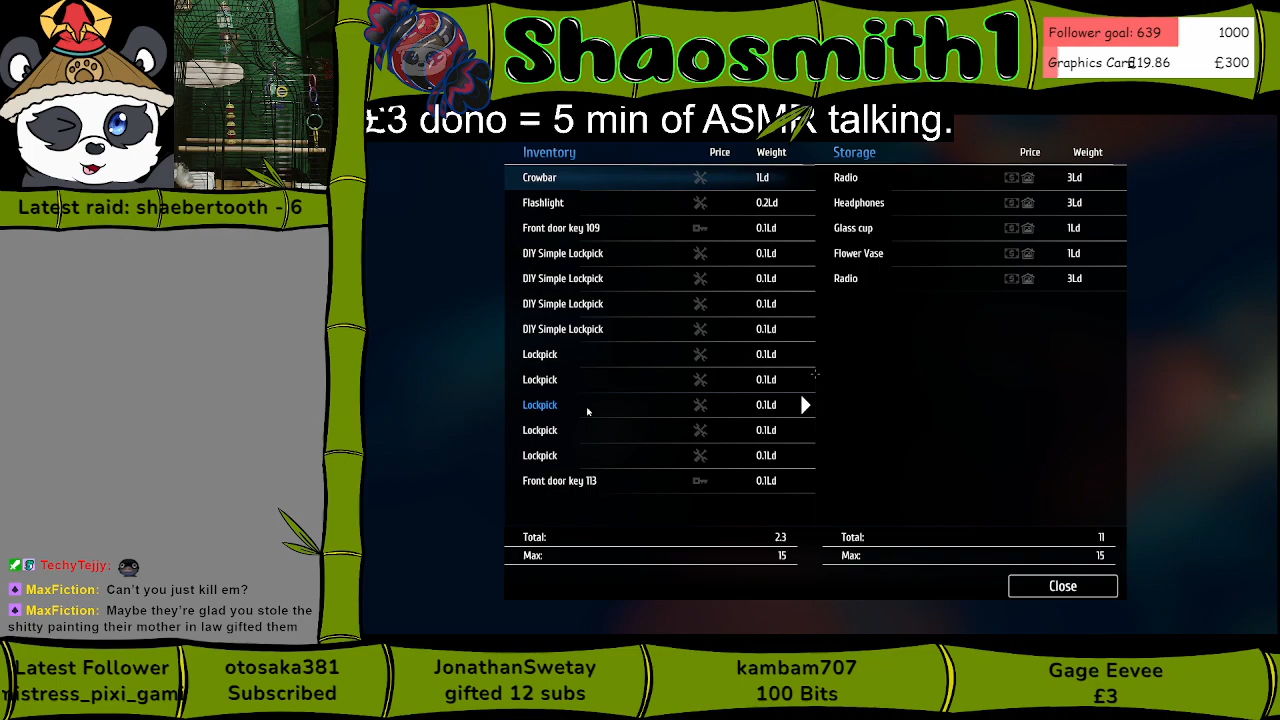 Shaosmith1
Follower goal: 639 1000
Graphics Card £19.86 £300
£3 dono = 5 min of ASMR talking.
Latest raid: shaebertooth - 6
Inventory Price Weight
Crowbar 1Ld
Flashlight 0.2Ld
Front door key 109 0.1Ld
DIY Simple Lockpick 0.1Ld
DIY Simple Lockpick 0.1Ld
DIY Simple Lockpick 0.1Ld
DIY Simple Lockpick 0.1Ld
Lockpick 0.1Ld
Lockpick 0.1Ld
Lockpick 0.1Ld
Lockpick 0.1Ld
Lockpick 0.1Ld
Front door key 113 0.1Ld
Total: 2.3
Max: 15
Storage Price Weight
Radio 3Ld
Headphones 3Ld
Glass cup 1Ld
Flower Vase 1Ld
Radio 3Ld
Total: 11
Max: 15
Close
TechyTejjy:
MaxFiction: Can't you just kill em?
MaxFiction: Maybe they're glad you stole the
shitty painting their mother in law gifted them
Latest Follower
mistress_pixi_gami
otosaka381
Subscribed
JonathanSwetay
gifted 12 subs
kambam707
100 Bits
Gage Eevee
£3